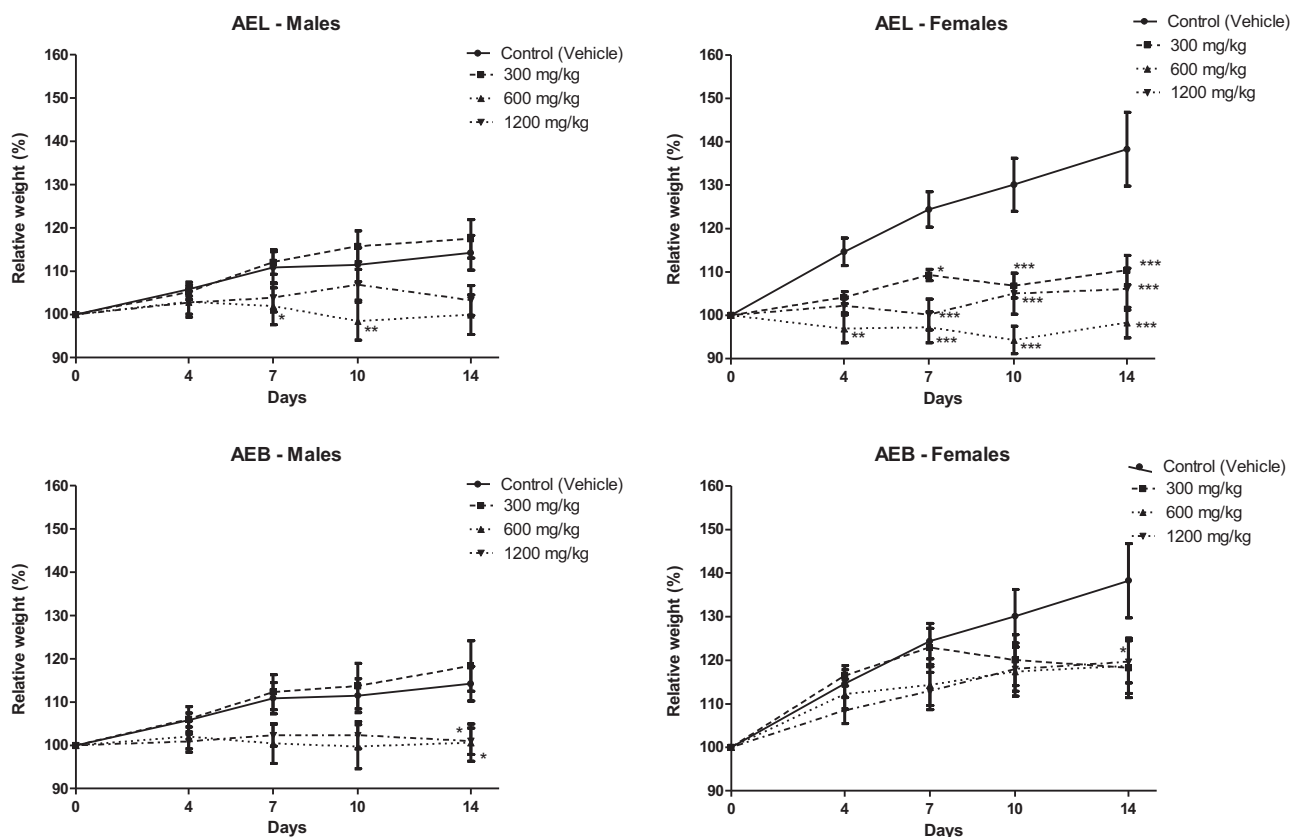 AEL - Males
Control (Vehicle)
300 mg/kg
600 mg/kg
1200 mg/kg
Relative weight (%)
160
150
140
130
120
110
100
90
*
**
0 4 7 10 14
Days
AEL - Females
Control (Vehicle)
300 mg/kg
600 mg/kg
1200 mg/kg
Relative weight (%)
160
150
140
130
120
110
100
90
* *** ***
*** *** ***
** *** *** ***
0 4 7 10 14
Days
AEB - Males
Control (Vehicle)
300 mg/kg
600 mg/kg
1200 mg/kg
Relative weight (%)
160
150
140
130
120
110
100
90
*
*
0 4 7 10 14
Days
AEB - Females
Control (Vehicle)
300 mg/kg
600 mg/kg
1200 mg/kg
Relative weight (%)
160
150
140
130
120
110
100
90
*
0 4 7 10 14
Days